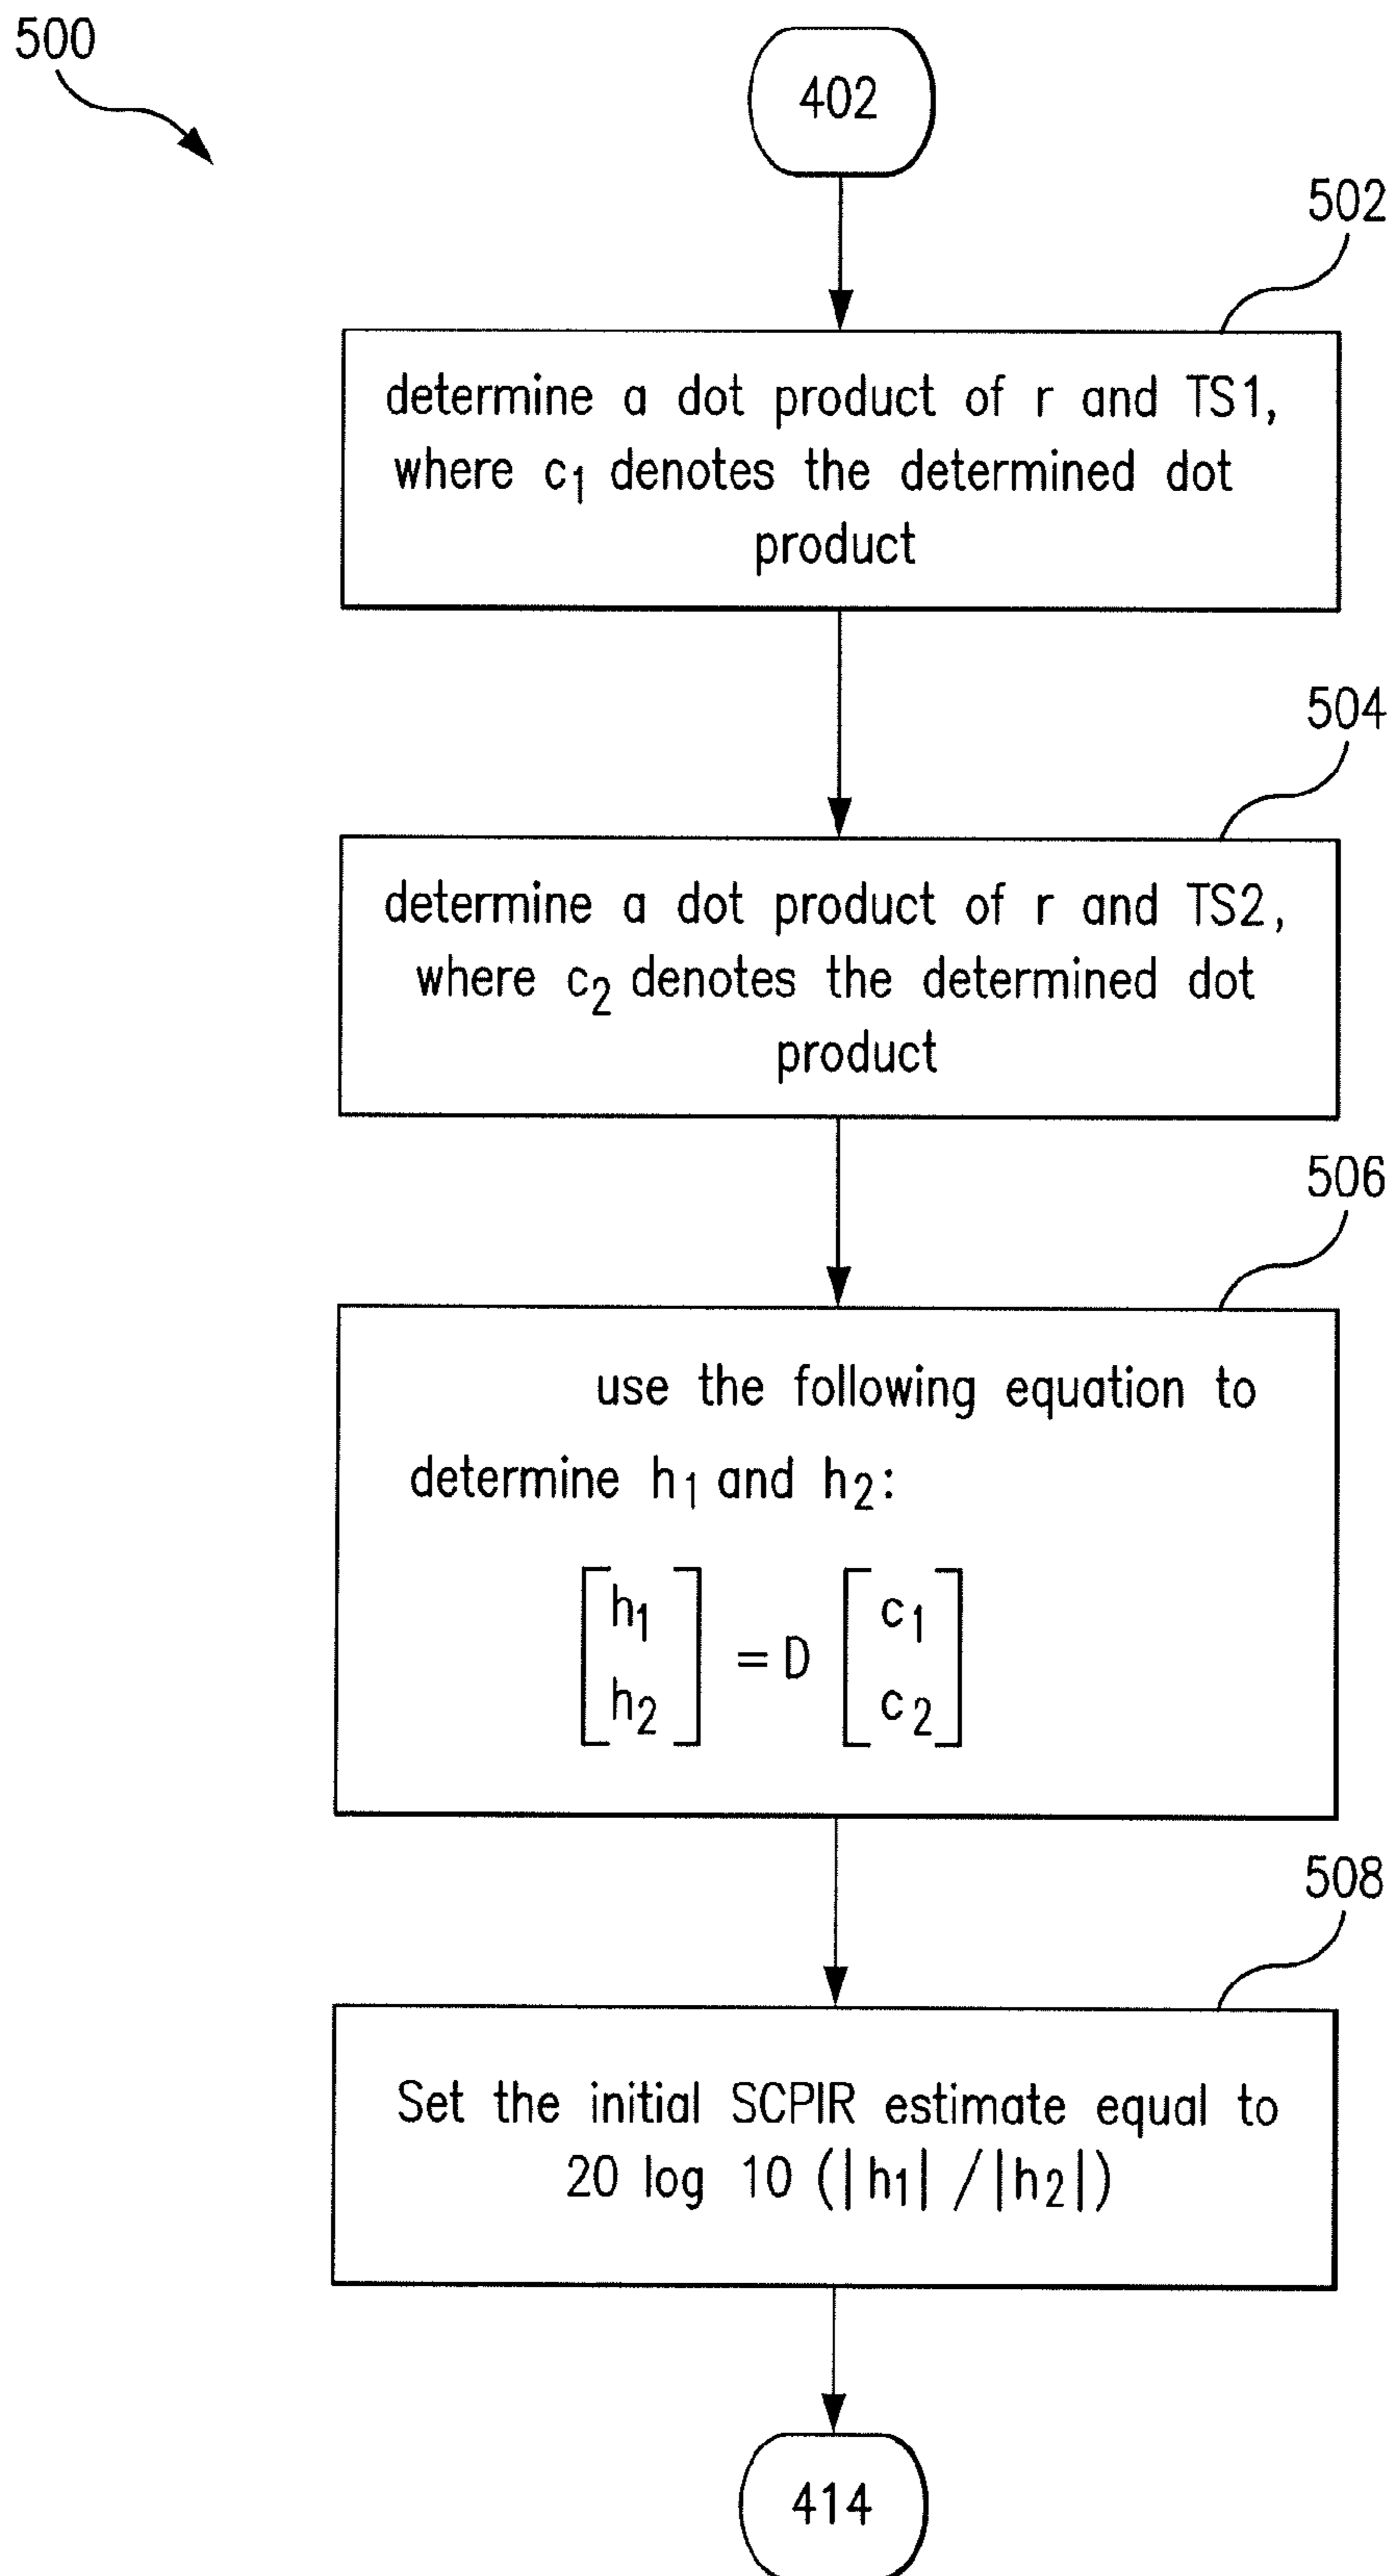 500
402
502
determine a dot product of r and TS1,
where c₁ denotes the determined dot
product
504
determine a dot product of r and TS2,
where c₂ denotes the determined dot
product
506
use the following equation to
determine h₁ and h₂:
[h₁ h₂] = D [c₁ c₂]
508
Set the initial SCPIR estimate equal to
20 log 10 (|h₁| /|h₂|)
414